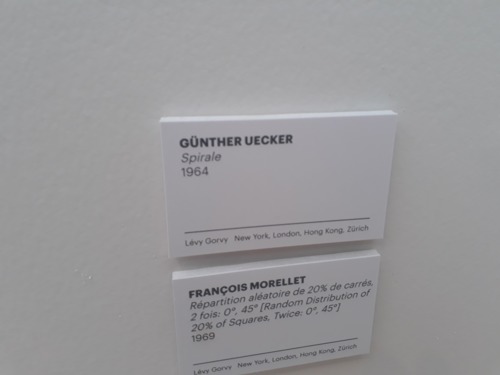 GÜNTHER UECKER
Spirale
1964
Lévy Gorvy New York, London, Hong Kong, Zürich
FRANÇOIS MORELLET
Répartition aléatoire de 20% de carrés,
2 fois: 0°, 45° [Random Distribution of
20% of Squares, Twice: 0°, 45°]
1969
Lévy Gorvy New York, London, Hong Kong, Zürich